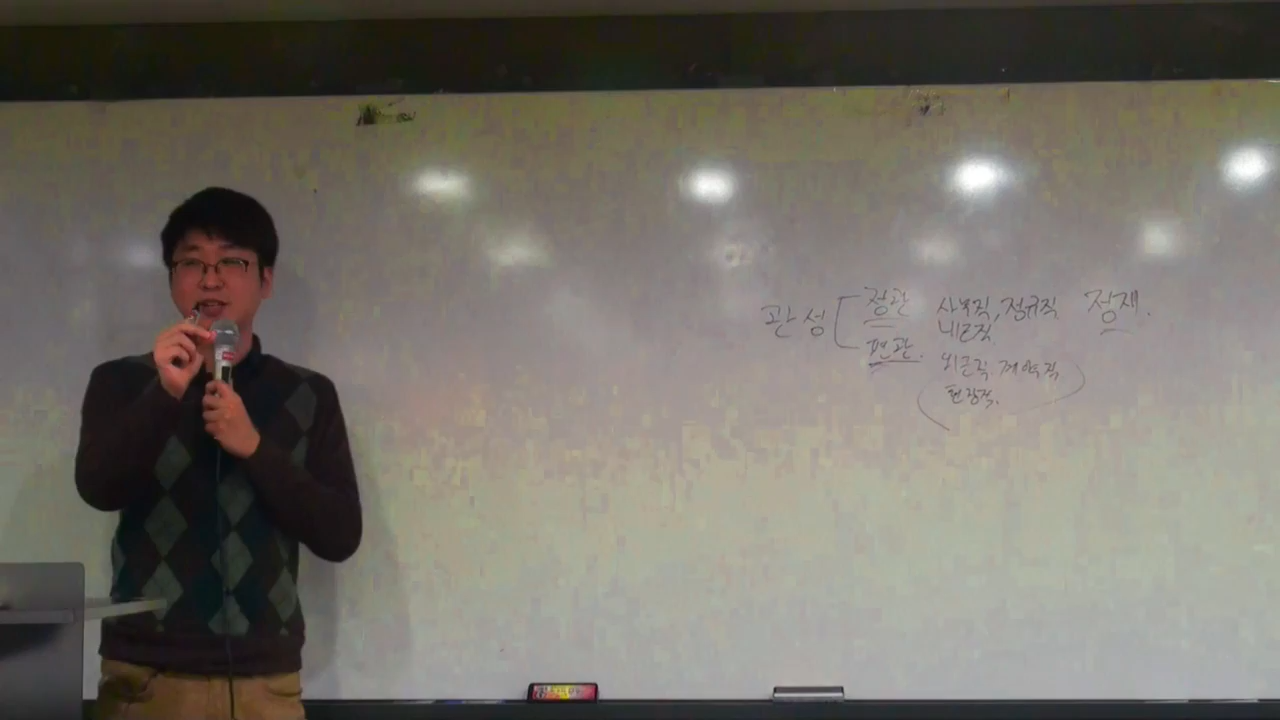 관성 정관 사무직, 정규직 정재.
내근직
편관. 외근직 계약직
현장직.